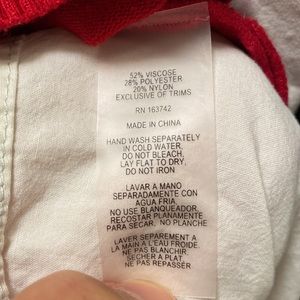 52% VISCOSE
28% POLYESTER
20% NYLON
EXCLUSIVE OF TRIMS
RN 163742
MADE IN CHINA
HAND WASH SEPARATELY
IN COLD WATER.
DO NOT BLEACH.
LAY FLAT TO DRY,
DO NOT IRON
LAVAR A MANO
SEPARADAMENTE CON
AGUA FRIA.
NO USE BLANQUEADOR.
RECOSTAR PLANAMENTE
PARA SECAR, NO PLANCHE
LAVER SEPAREMENT A
LA MAIN A L'EAU FROIDE.
NE PAS BLANCHIR.
SECHER A PLAT
NE PAS REPASSÉR